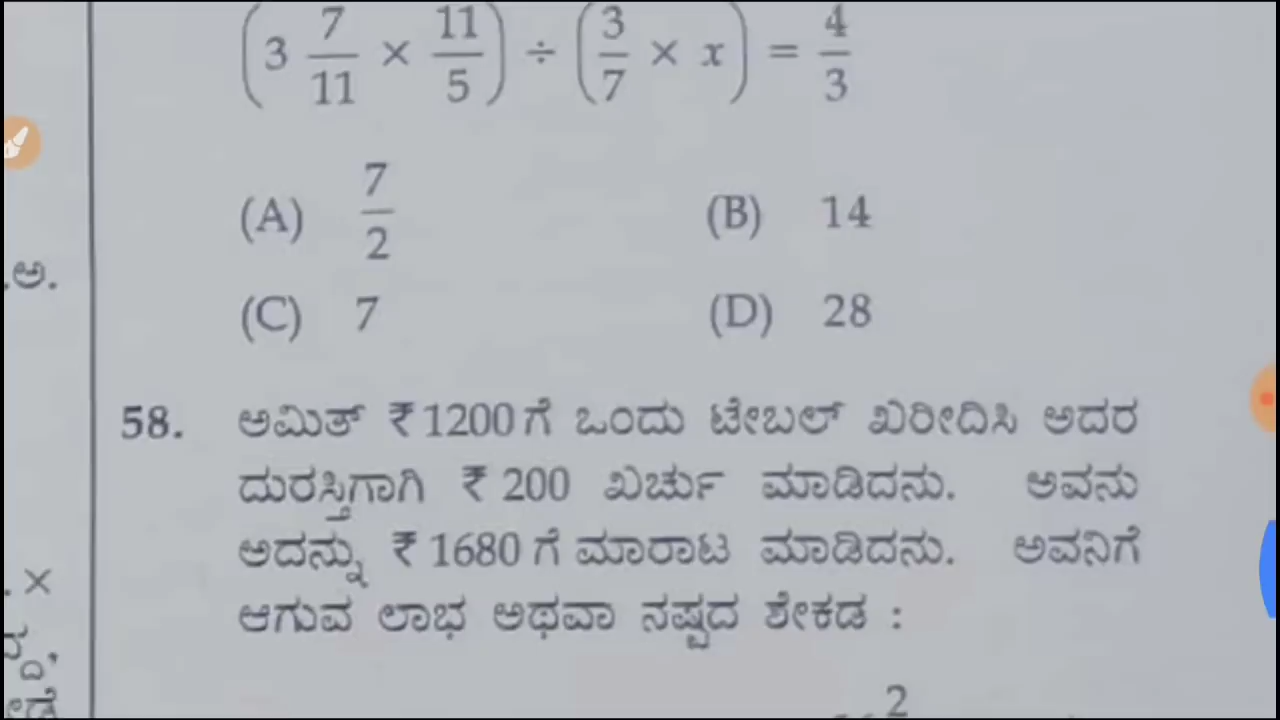 (3 7/11 × 11/5) ÷ (3/7 × x) = 4/3
(A) 7/2 (B) 14
.ಅ.
(C) 7 (D) 28
58. ಅಮಿತ್ ₹ 1200 ಗೆ ಒಂದು ಟೇಬಲ್ ಖರೀದಿಸಿ ಅದರ
ದುರಸ್ತಿಗಾಗಿ ₹ 200 ಖರ್ಚು ಮಾಡಿದನು. ಅವನು
ಅದನ್ನು ₹ 1680 ಗೆ ಮಾರಾಟ ಮಾಡಿದನು. ಅವನಿಗೆ
. ×
ಆಗುವ ಲಾಭ ಅಥವಾ ನಷ್ಟದ ಶೇಕಡ :
2